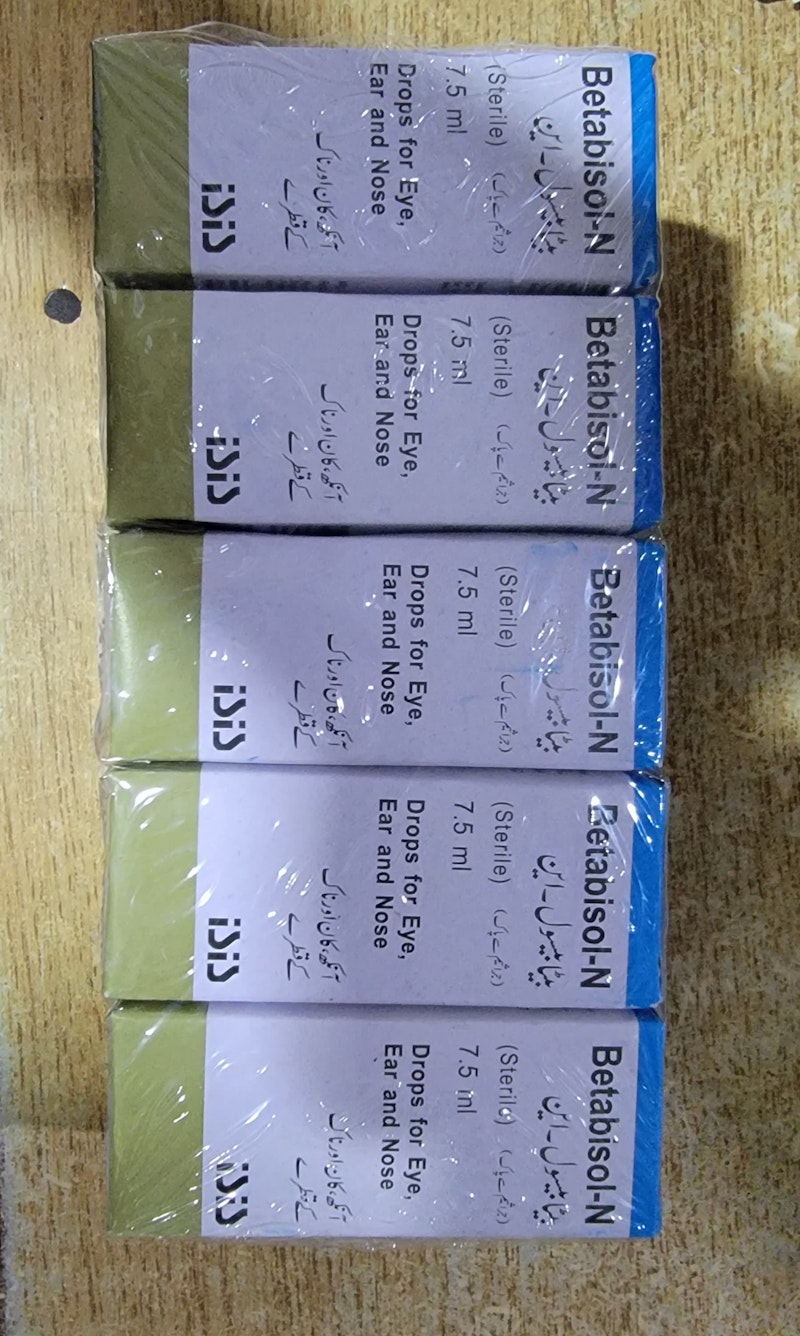 Betabisol-N
بیٹابیسول-این
(Sterile) (جراثیم سے پاک)
7.5 ml
Drops for Eye,
Ear and Nose
آنکھ، کان اور ناک
کے قطرے
isis
Betabisol-N
بیٹابیسول-این
(Sterile) (جراثیم سے پاک)
7.5 ml
Drops for Eye,
Ear and Nose
آنکھ، کان اور ناک
کے قطرے
isis
Betabisol-N
بیٹابیسول-این
(Sterile) (جراثیم سے پاک)
7.5 ml
Drops for Eye,
Ear and Nose
آنکھ، کان اور ناک
کے قطرے
isis
Betabisol-N
بیٹابیسول-این
(Sterile) (جراثیم سے پاک)
7.5 ml
Drops for Eye,
Ear and Nose
آنکھ، کان اور ناک
کے قطرے
isis
Betabisol-N
بیٹابیسول-این
(Sterile) (جراثیم سے پاک)
7.5 ml
Drops for Eye,
Ear and Nose
آنکھ، کان اور ناک
کے قطرے
isis